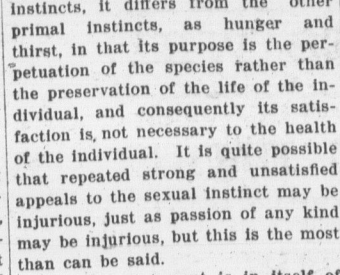 instincts, it differs from the other
primal instincts, as hunger and
thirst, in that its purpose is the per-
petuation of the species rather than
the preservation of the life of the in-
dividual, and consequently its satis-
faction is, not necessary to the health
of the individual. It is quite possible
that repeated strong and unsatisfied
appeals to the sexual instinct may be
injurious, just as passion of any kind
may be injurious, but this is the most
than can be said.
itself of